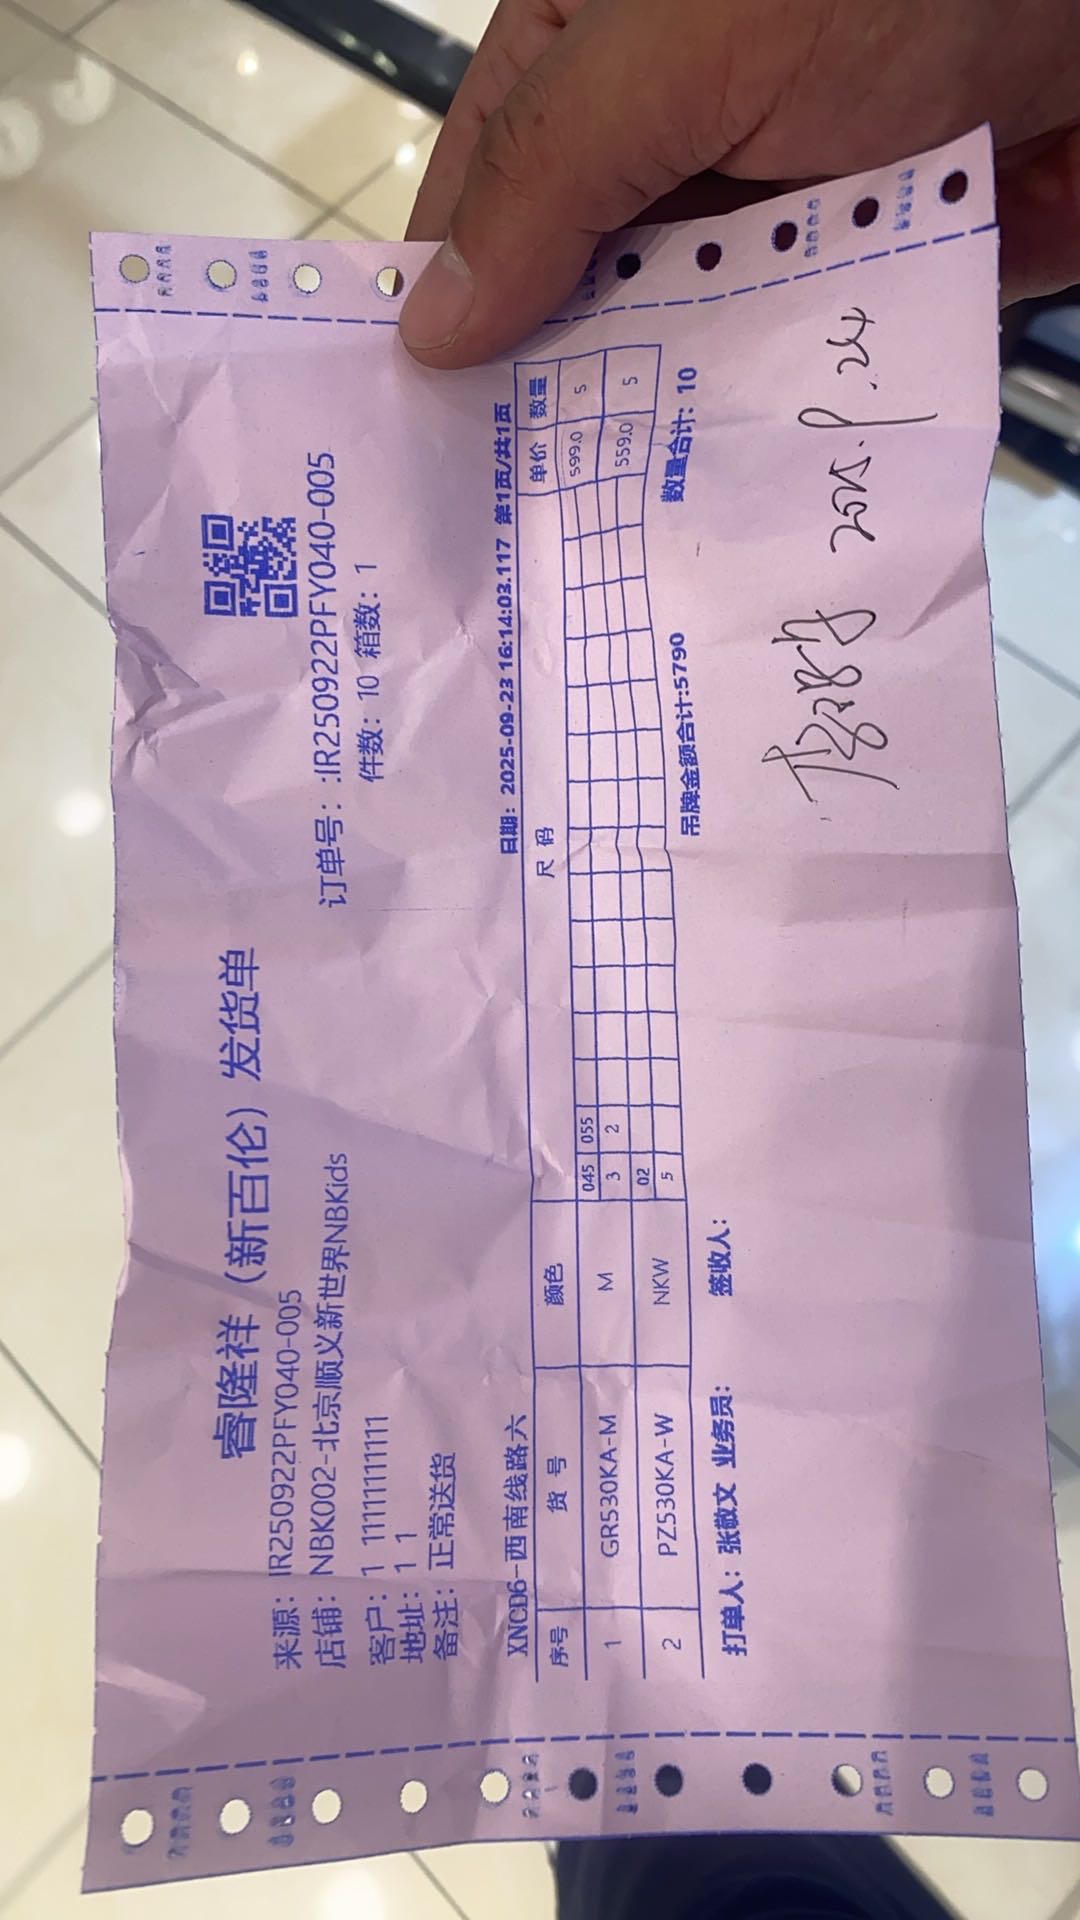 睿隆祥（新百伦）发货单
来源: IR250922PFY040-005
店铺: NBK002-北京顺义新世界NBKids
订单号: :IR250922PFY040-005
客户: 1 11111111111
件数: 10 箱数: 1
地址: 1 1
备注: 正常送货
XNCD6-西南线路六 日期: 2025-09-23 16:14:03.117 第1页/共1页
序号 货 号 颜色 尺 码 单价 数量
045 055
1 GR530KA-M M 3 2 599.0 5
02
2 PZ530KA-W NKW 5 559.0 5
吊牌金额合计:5790 数量合计: 10
打单人: 张敬文 业务员: 签收人: